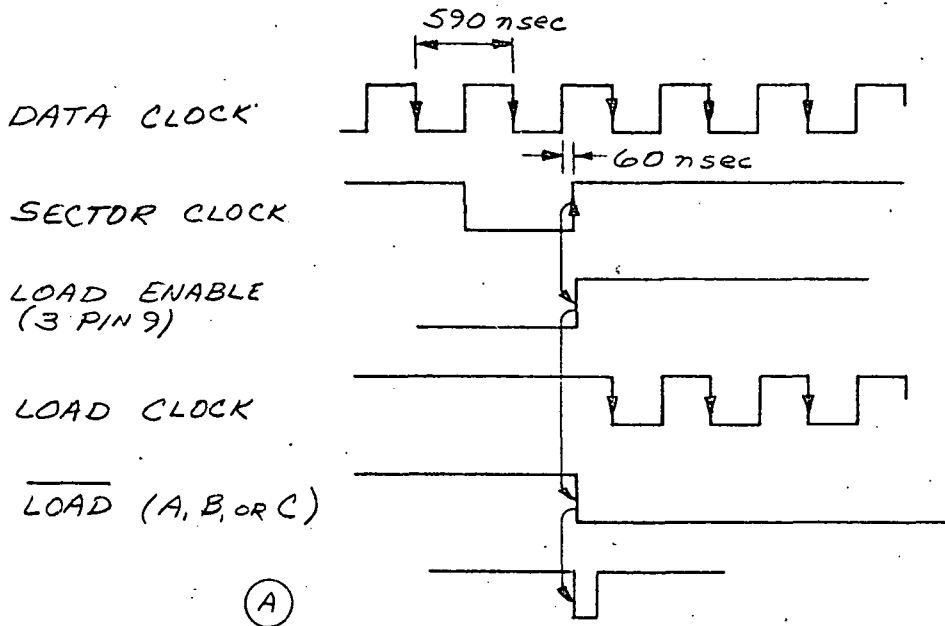 590 nsec
DATA CLOCK
60 nsec
SECTOR CLOCK
LOAD ENABLE
(3 PIN 9)
LOAD CLOCK
LOAD (A, B, OR C)
A